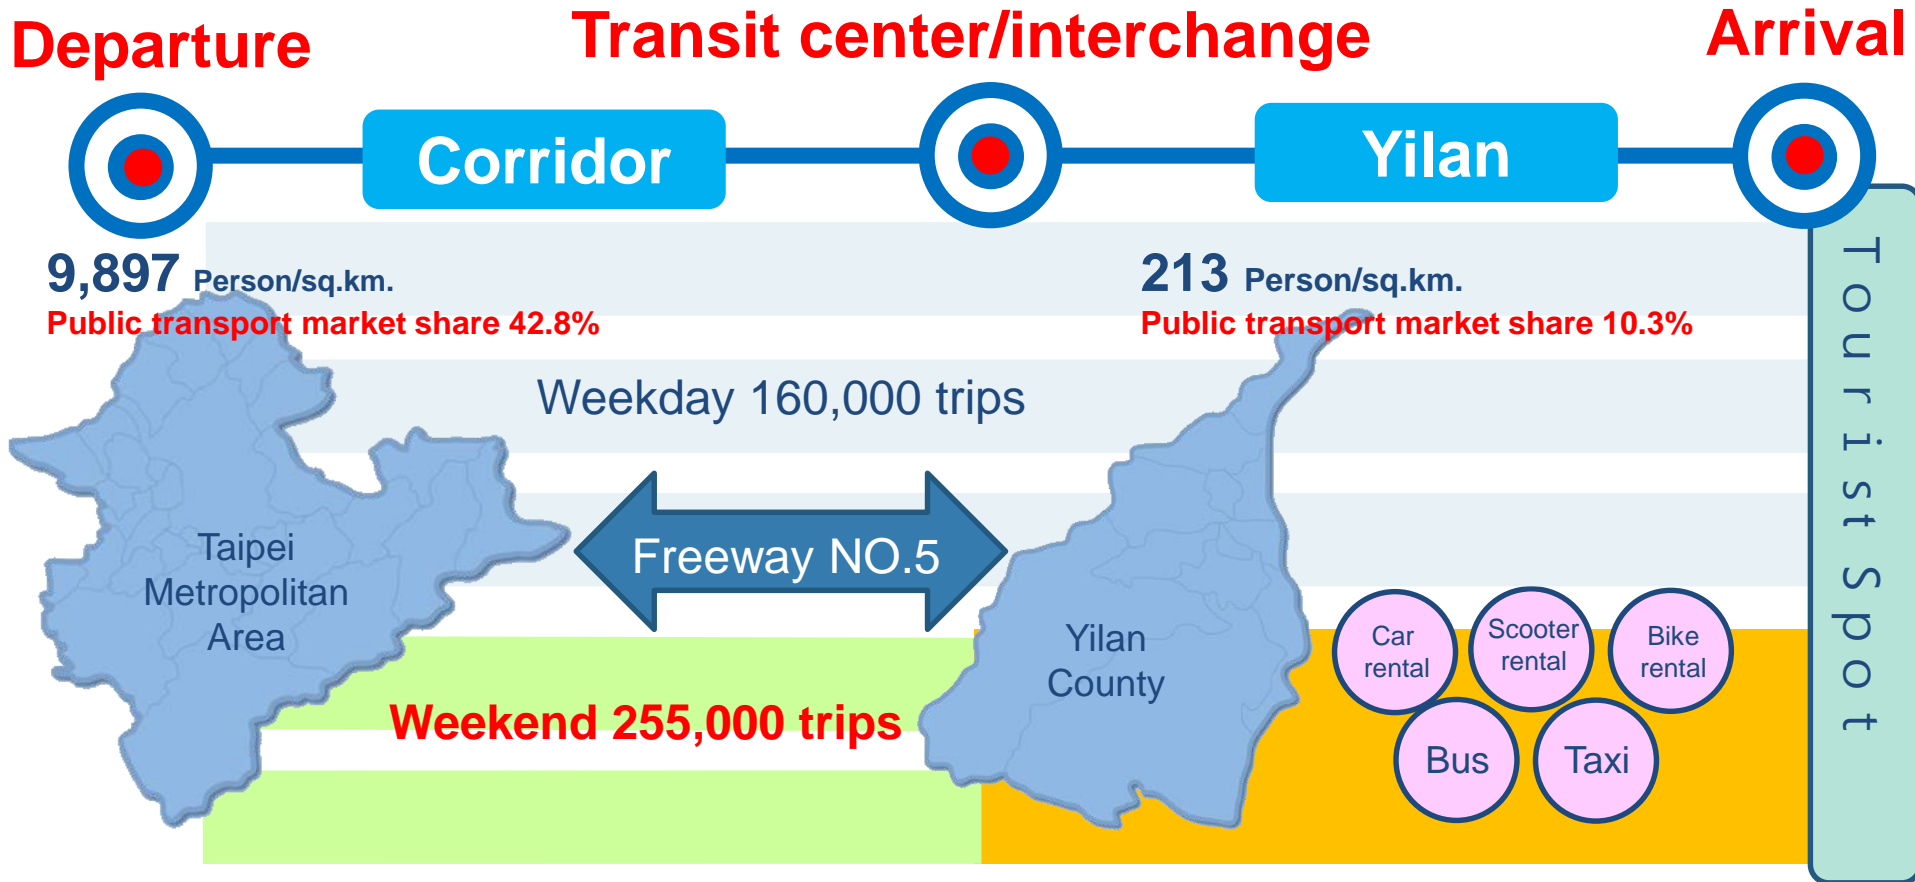 Departure
Transit center/interchange
Arrival
Corridor
Yilan
9,897 Person/sq.km.
Public transport market share 42.8%
213 Person/sq.km.
Public transport market share 10.3%
Weekday 160,000 trips
Taipei
Metropolitan
Area
Freeway NO.5
Yilan
County
Weekend 255,000 trips
Car
rental
Scooter
rental
Bike
rental
Bus
Taxi
Tourist Spot